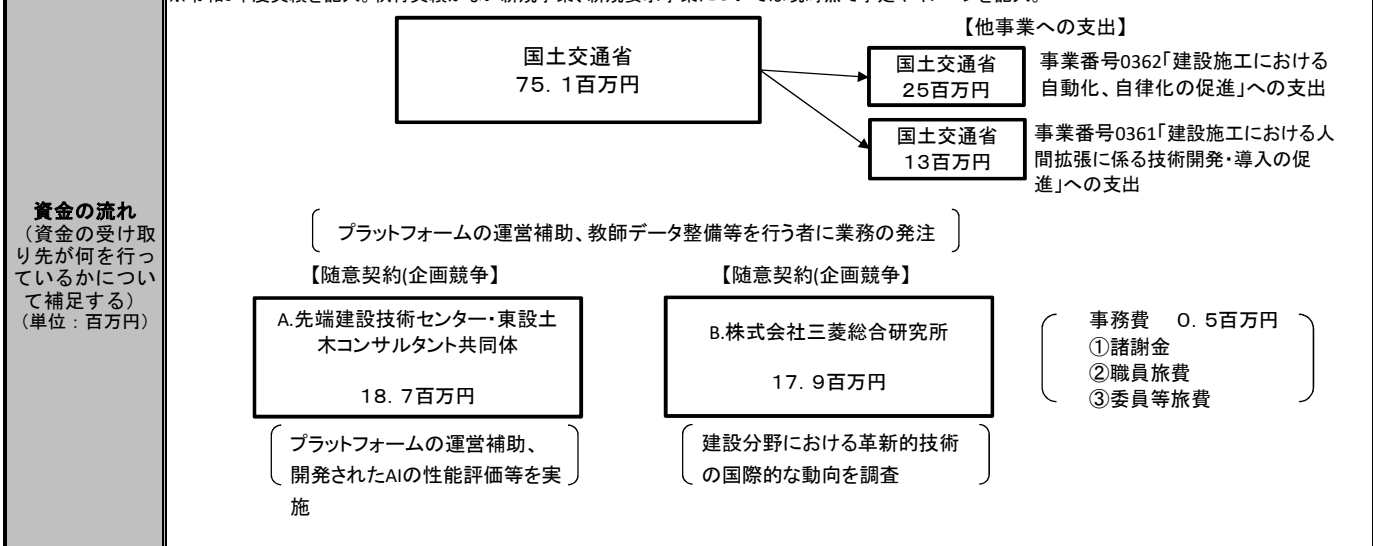 【他事業への支出】
国土交通省
75.1百万円
国土交通省
25百万円
事業番号0362「建設施工における
自動化、自律化の促進」への支出
国土交通省
13百万円
事業番号0361「建設施工における人
間拡張に係る技術開発・導入の促
進」への支出
資金の流れ
（資金の受け取
り先が何を行っ
ているかについ
て補足する）
（単位：百万円）
プラットフォームの運営補助、教師データ整備等を行う者に業務の発注
【随意契約(企画競争】
【随意契約(企画競争】
A.先端建設技術センター・東設土
木コンサルタント共同体
18.7百万円
B.株式会社三菱総合研究所
17.9百万円
事務費　0.5百万円
①諸謝金
②職員旅費
③委員等旅費
プラットフォームの運営補助、
開発されたAIの性能評価等を実
施
建設分野における革新的技術
の国際的な動向を調査